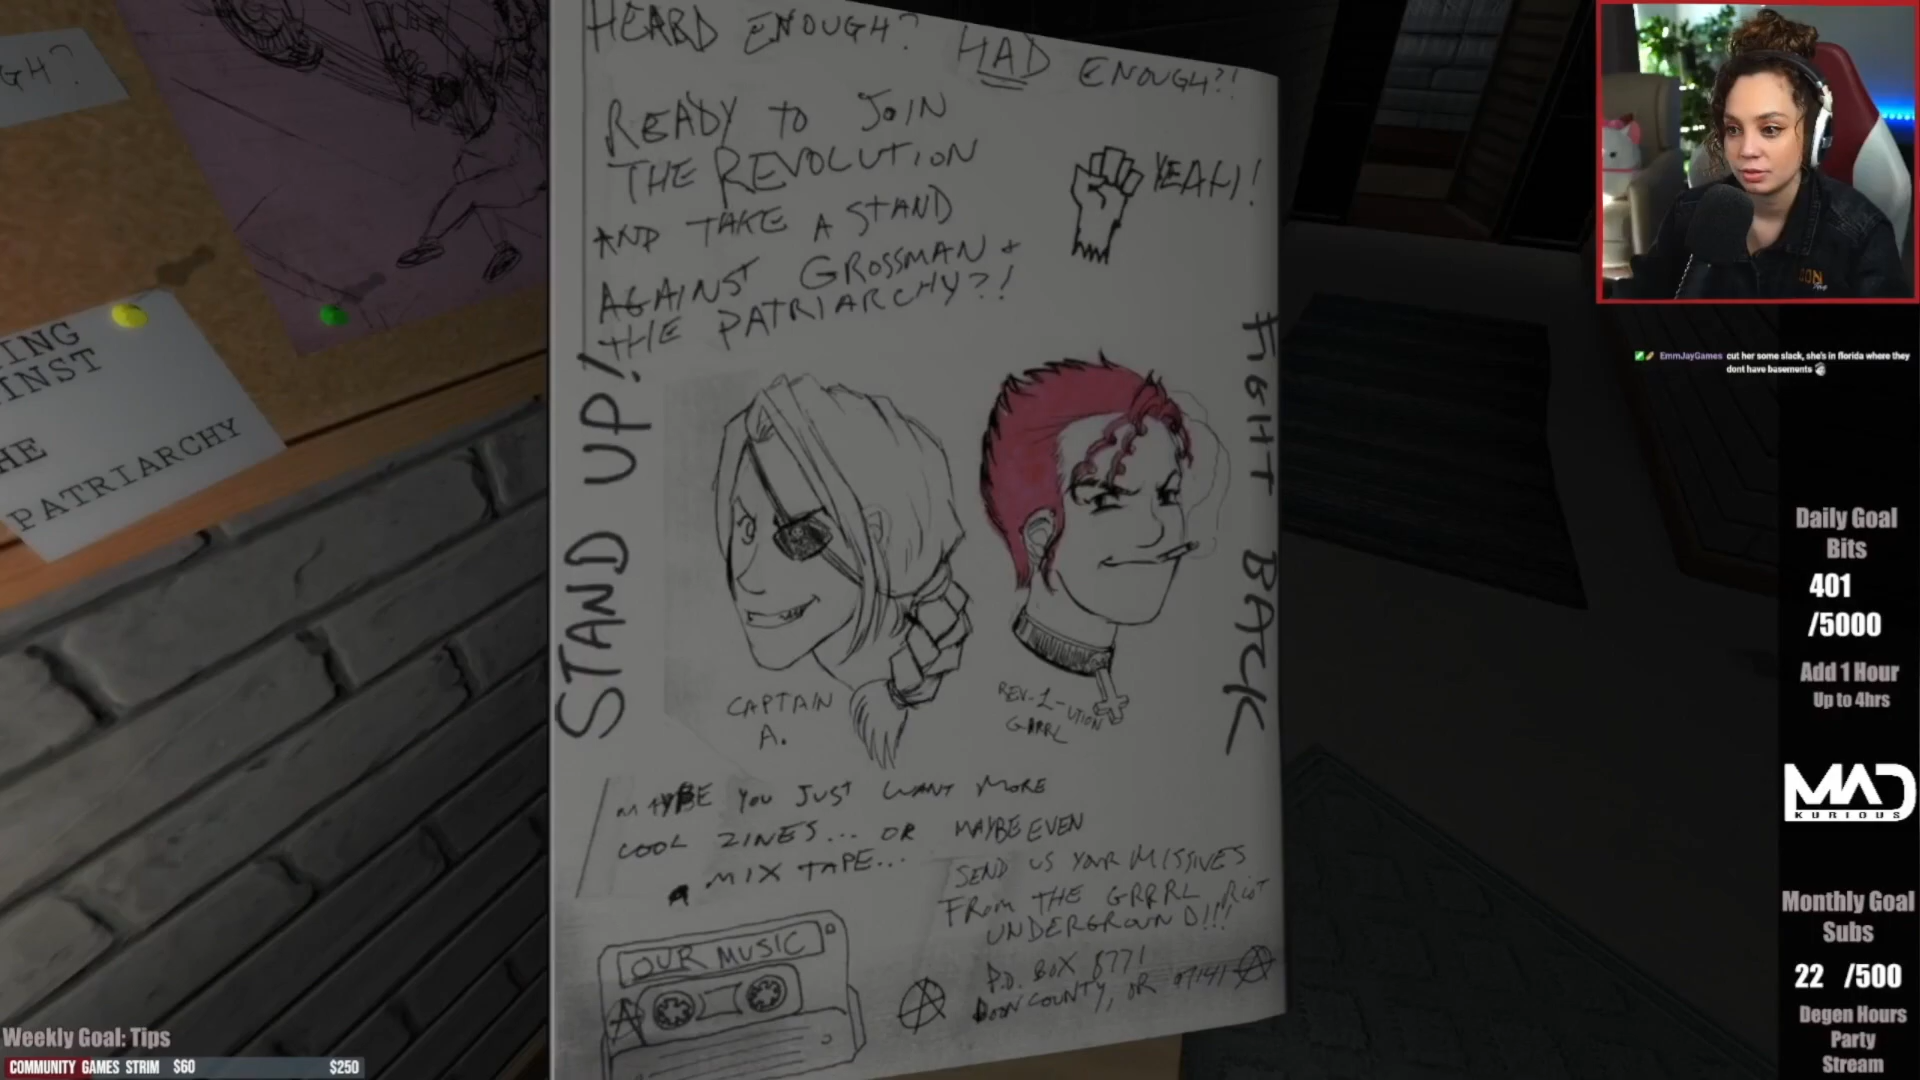 HEARD ENOUGH? HAD ENOUGH?!
READY TO JOIN
THE REVOLUTION
AND TAKE A STAND
AGAINST GROSSMAN +
THE PATRIARCHY?!
YEAH!
STAND UP!
FIGHT BACK
CAPTAIN
A.
REV-L-UTION
GRRRL
MAYBE YOU JUST WANT MORE
COOL ZINES... OR MAYBE EVEN
A MIX TAPE...
SEND US YOUR MISSIVES
FROM THE GRRRL RIOT
UNDERGROUND!!!
P.O. BOX 8771
BOON COUNTY, OR 97141
OUR MUSIC
GH?
ING
INST
HE
PATRIARCHY
EmmJayGames cut her some slack, she's in florida where they
dont have basements
Daily Goal
Bits
401
/5000
Add 1 Hour
Up to 4hrs
MAD
KURIOUS
Monthly Goal
Subs
22 /500
Degen Hours
Party
Stream
Weekly Goal: Tips
COMMUNITY GAMES STRIM $60 $250